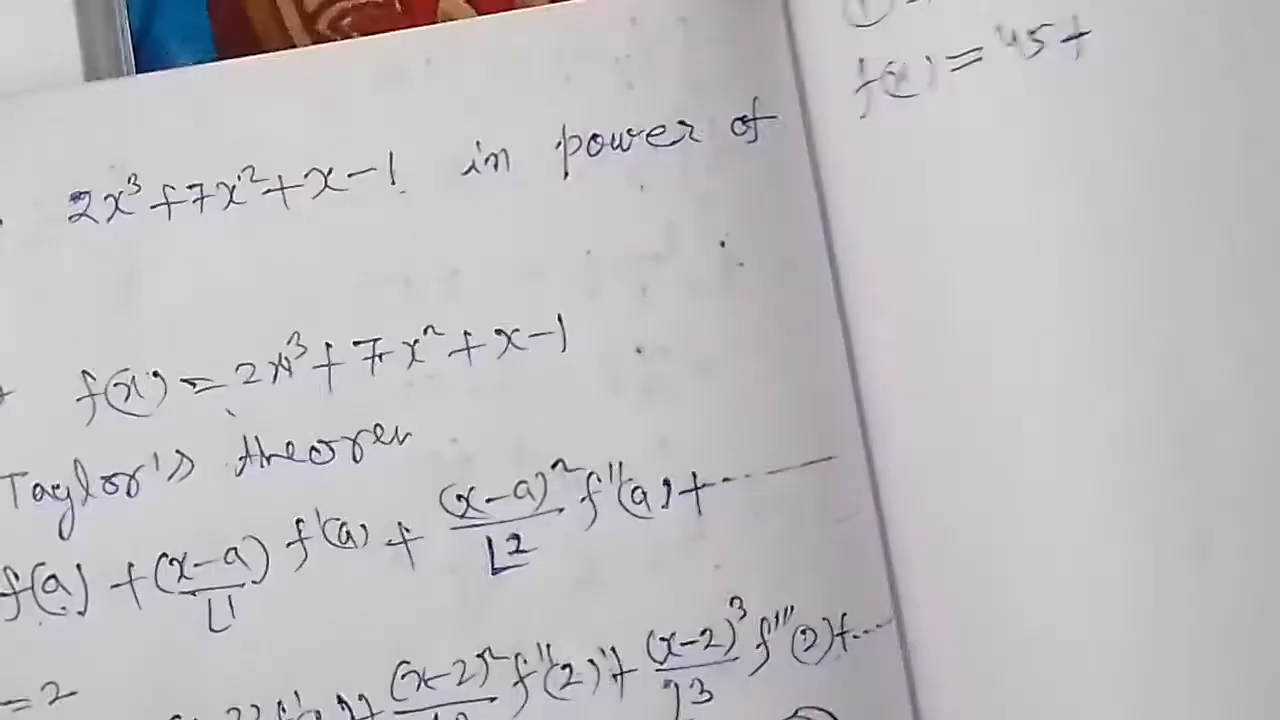 2x³+7x²+x-1 in power of
f(x) = 2x³+7x²+x-1
Taylor's theorem
f(a) + (x-a)/∟1 f'(a) + (x-a)²/∟2 f''(a) + ......
=2
(x-2)² f''(2) + (x-2)³/∟3 f'''(2)+...
f(x) = 45+